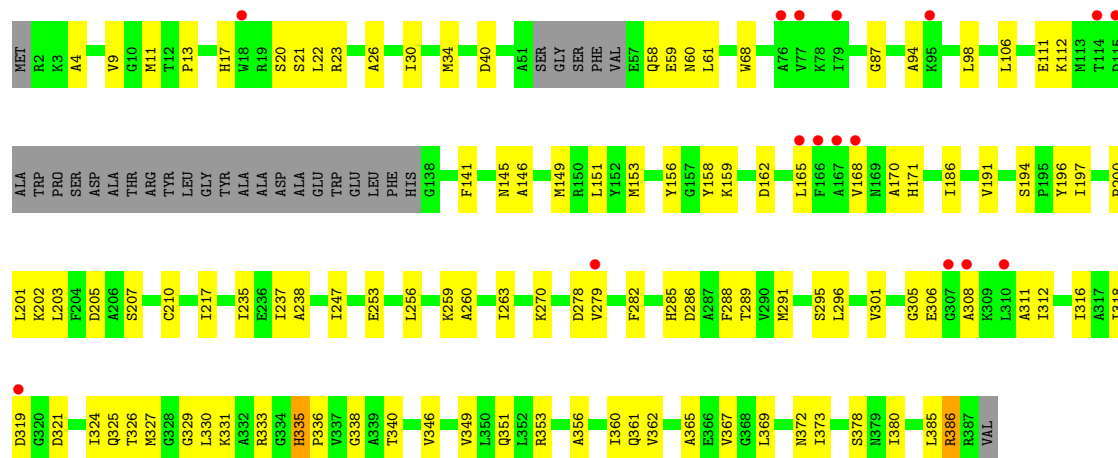 MET R2 K3 A4 V9 G10 M11 T12 P13 H17 W18 R19 S20 S21 L22 R23 A26 I30 M34 D40 A51 SER GLY SER PHE VAL E57 Q58 E59 N60 L61 W68 A76 V77 K78 I79 G87 A94 K95 L98 L106 E111 K112 M113 T114 D115
ALA TRP PRO SER ASP ALA THR ARG TYR LEU GLY TYR ALA ALA ASP ALA GLU TRP GLU LEU PHE HIS G138 F141 N145 A146 M149 R150 L151 Y152 M153 Y156 G157 Y158 K159 D162 L165 F166 A167 V168 N169 A170 H171 I186 V191 S194 P195 Y196 I197
L201 K202 L203 F204 D205 A206 S207 C210 I217 I235 E236 I237 A238 I247 E253 L256 K259 A260 I263 K270 D278 V279 F282 H285 D286 A287 F288 T289 V290 M291 S295 L296 V301 G305 E306 G307 A308 K309 L310 A311 I312 I316 A317
D319 G320 D321 I324 Q325 T326 M327 G328 G329 L330 K331 A332 R333 G334 H335 P336 V337 G338 A339 T340 V346 V349 L350 Q351 L352 R353 A356 I360 Q361 V362 A365 E366 V367 G368 L369 N372 I373 S378 N379 I380 L385 R386 R387 VAL